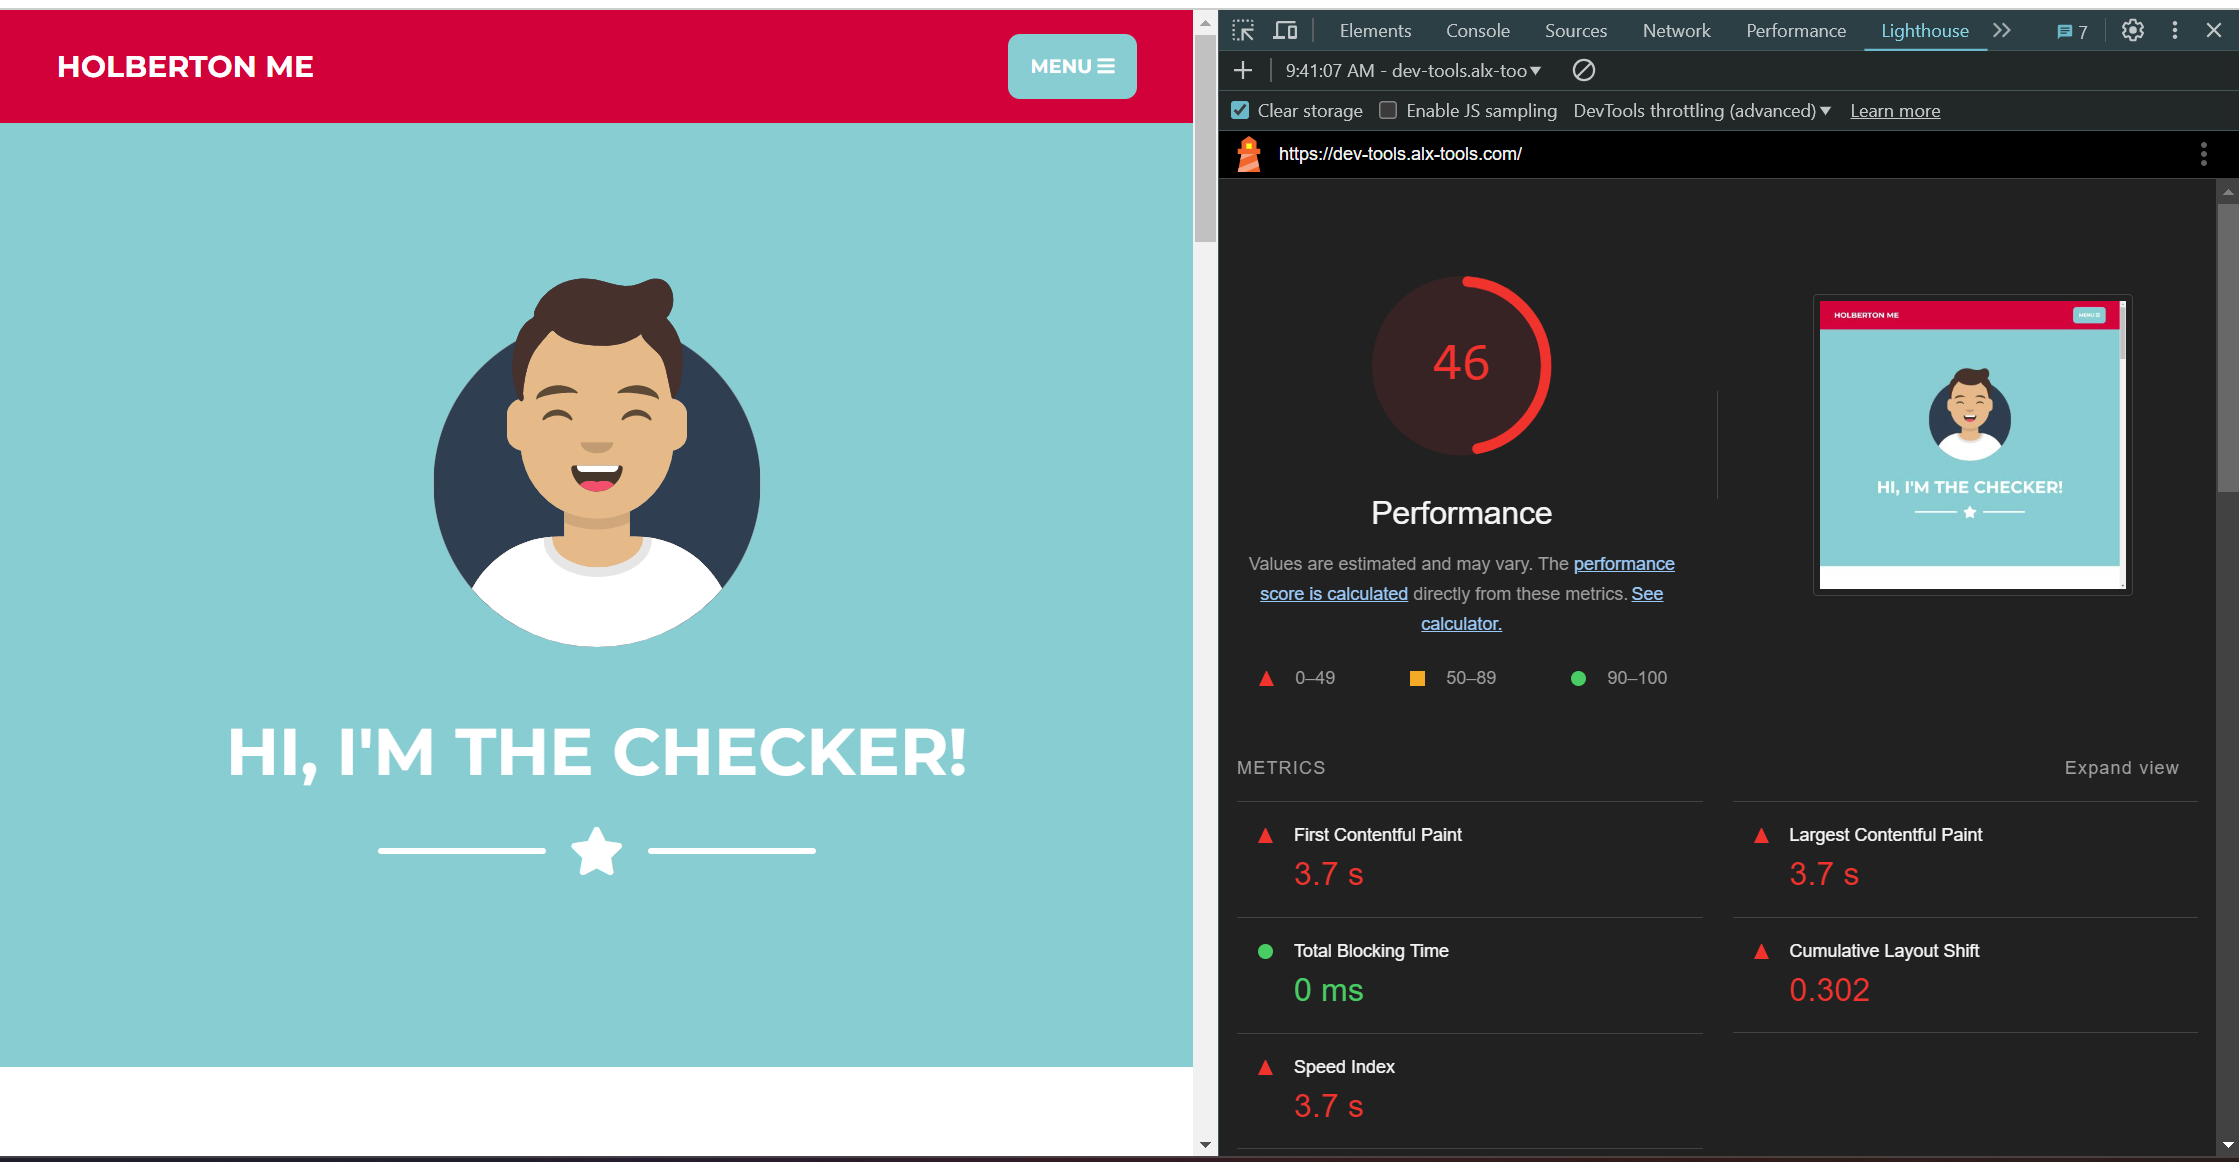 HOLBERTON ME
MENU
HI, I'M THE CHECKER!
Elements Console Sources Network Performance Lighthouse 7
9:41:07 AM - dev-tools.alx-too
Clear storage Enable JS sampling DevTools throttling (advanced) Learn more
https://dev-tools.alx-tools.com/
46
Performance
Values are estimated and may vary. The performance
score is calculated directly from these metrics. See
calculator.
0–49 50–89 90–100
HOLBERTON ME
MENU
HI, I'M THE CHECKER!
METRICS Expand view
First Contentful Paint
3.7 s
Largest Contentful Paint
3.7 s
Total Blocking Time
0 ms
Cumulative Layout Shift
0.302
Speed Index
3.7 s